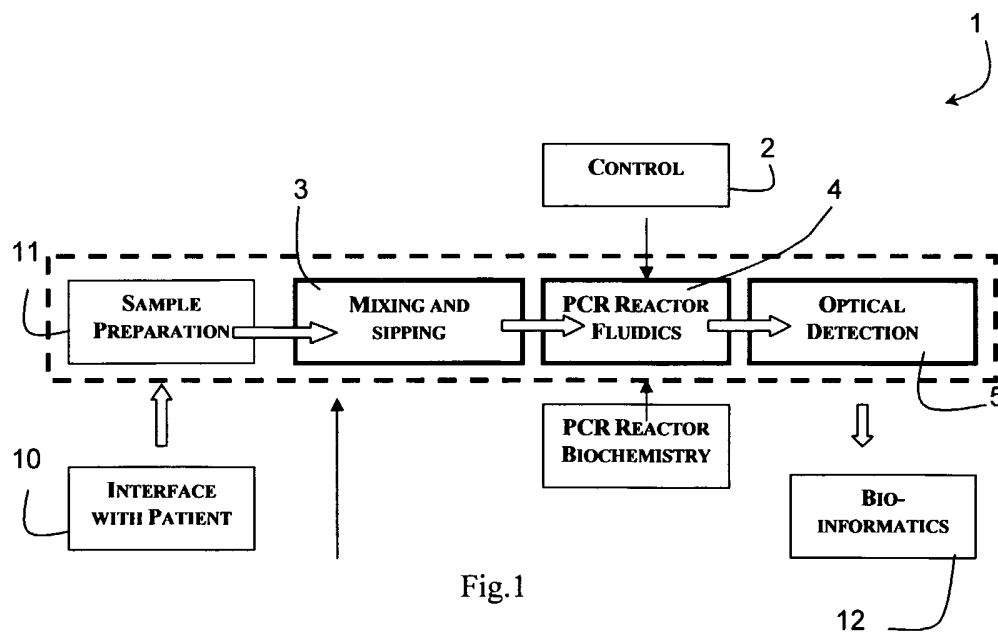 1
CONTROL
2
3
4
11
SAMPLE
PREPARATION
MIXING AND
SIPPING
PCR REACTOR
FLUIDICS
OPTICAL
DETECTION
5
10
INTERFACE
WITH PATIENT
PCR REACTOR
BIOCHEMISTRY
BIO-
INFORMATICS
12
Fig.1